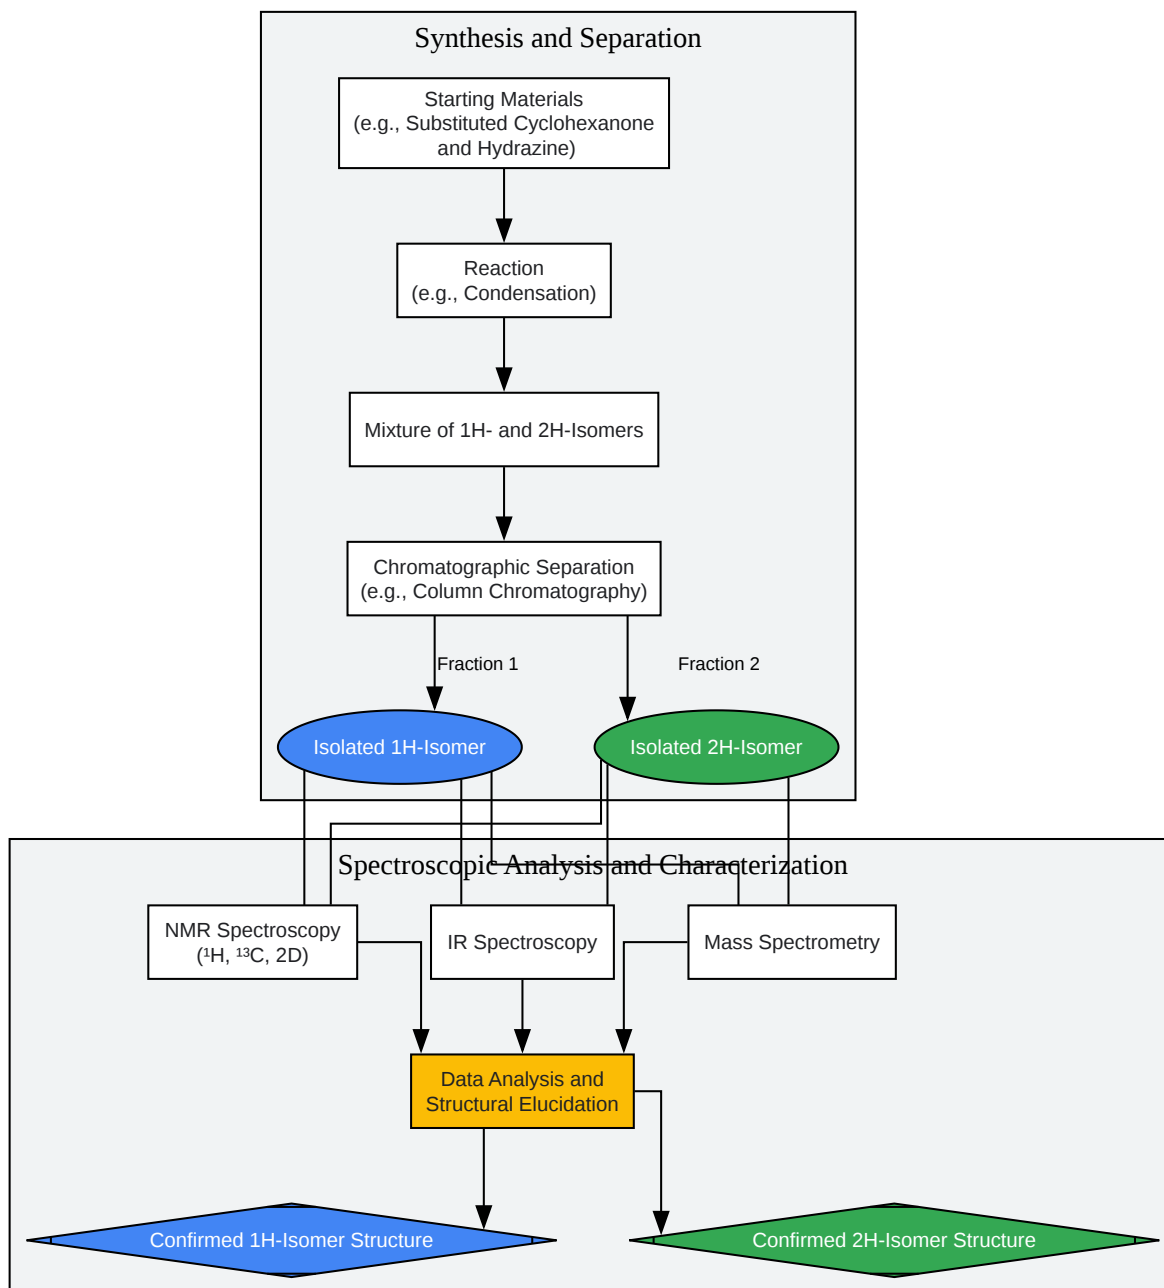 Synthesis and Separation
Starting Materials
(e.g., Substituted Cyclohexanone
and Hydrazine)
Reaction
(e.g., Condensation)
Mixture of 1H- and 2H-Isomers
Chromatographic Separation
(e.g., Column Chromatography)
Fraction 1
Fraction 2
Isolated 1H-Isomer
Isolated 2H-Isomer
Spectroscopic Analysis and Characterization
NMR Spectroscopy
(¹H, ¹³C, 2D)
IR Spectroscopy
Mass Spectrometry
Data Analysis and
Structural Elucidation
Confirmed 1H-Isomer Structure
Confirmed 2H-Isomer Structure